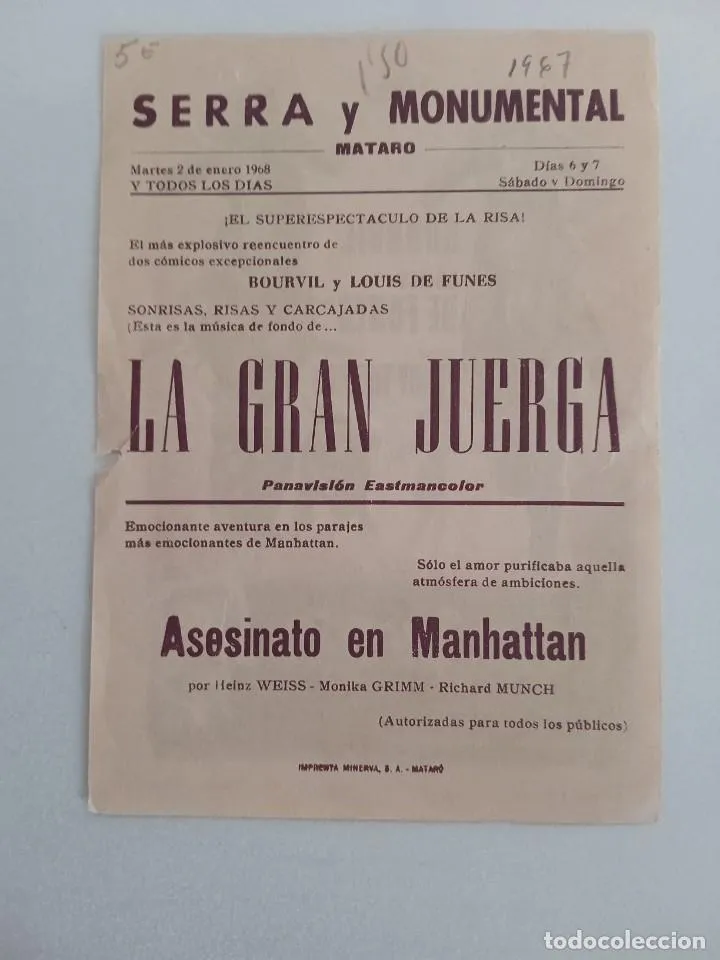 5€
1'50
1967
SERRA y MONUMENTAL
MATARO
Martes 2 de enero 1968
Y TODOS LOS DIAS
Días 6 y 7
Sábado y Domingo
¡EL SUPERESPECTACULO DE LA RISA!
El más explosivo reencuentro de
dos cómicos excepcionales
BOURVIL y LOUIS DE FUNES
SONRISAS, RISAS Y CARCAJADAS
(Esta es la música de fondo de...
LA GRAN JUERGA
Panavisión Eastmancolor
Emocionante aventura en los parajes
más emocionantes de Manhattan.
Sólo el amor purificaba aquella
atmósfera de ambiciones.
Asesinato en Manhattan
por Heinz WEISS - Monika GRIMM - Richard MUNCH
(Autorizadas para todos los públicos)
IMPRENTA MINERVA, S. A. - MATARÓ
todocoleccion